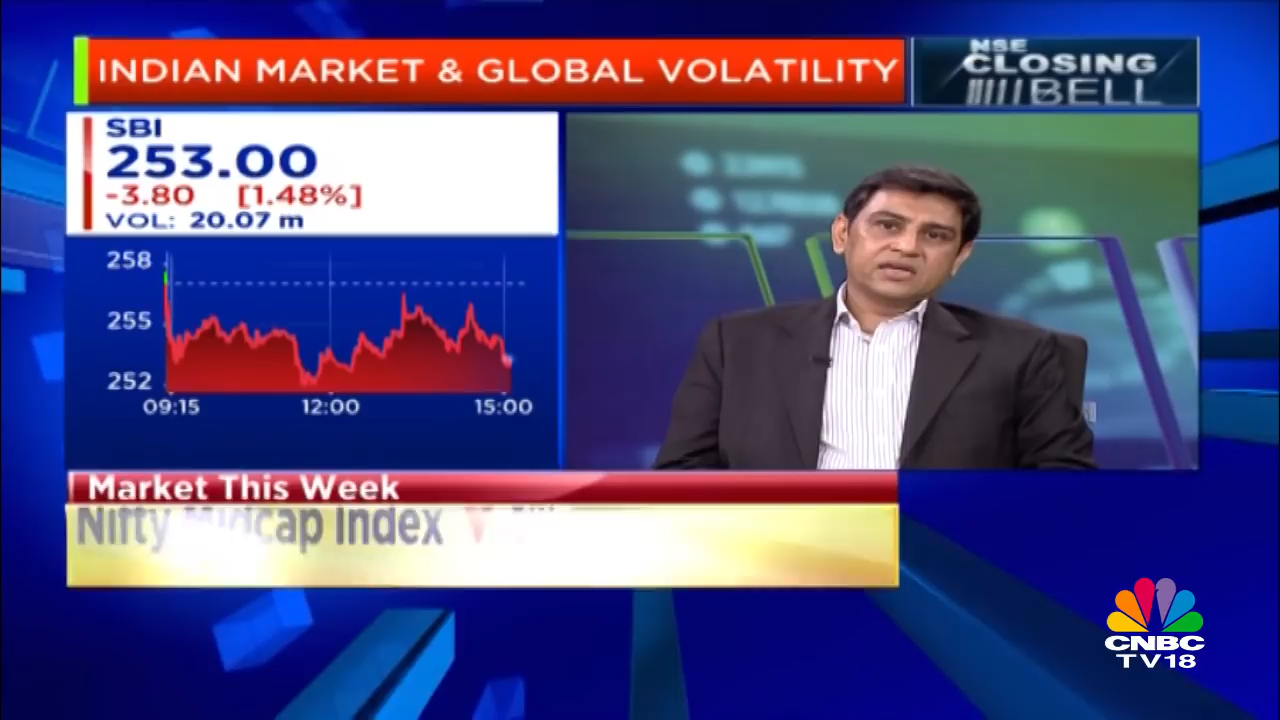 INDIAN MARKET & GLOBAL VOLATILITY
NSE
CLOSING
BELL
SBI
253.00
-3.80 [1.48%]
VOL: 20.07 m
258
255
252
09:15 12:00 15:00
Market This Week
Nifty Midcap Index
CNBC
TV18